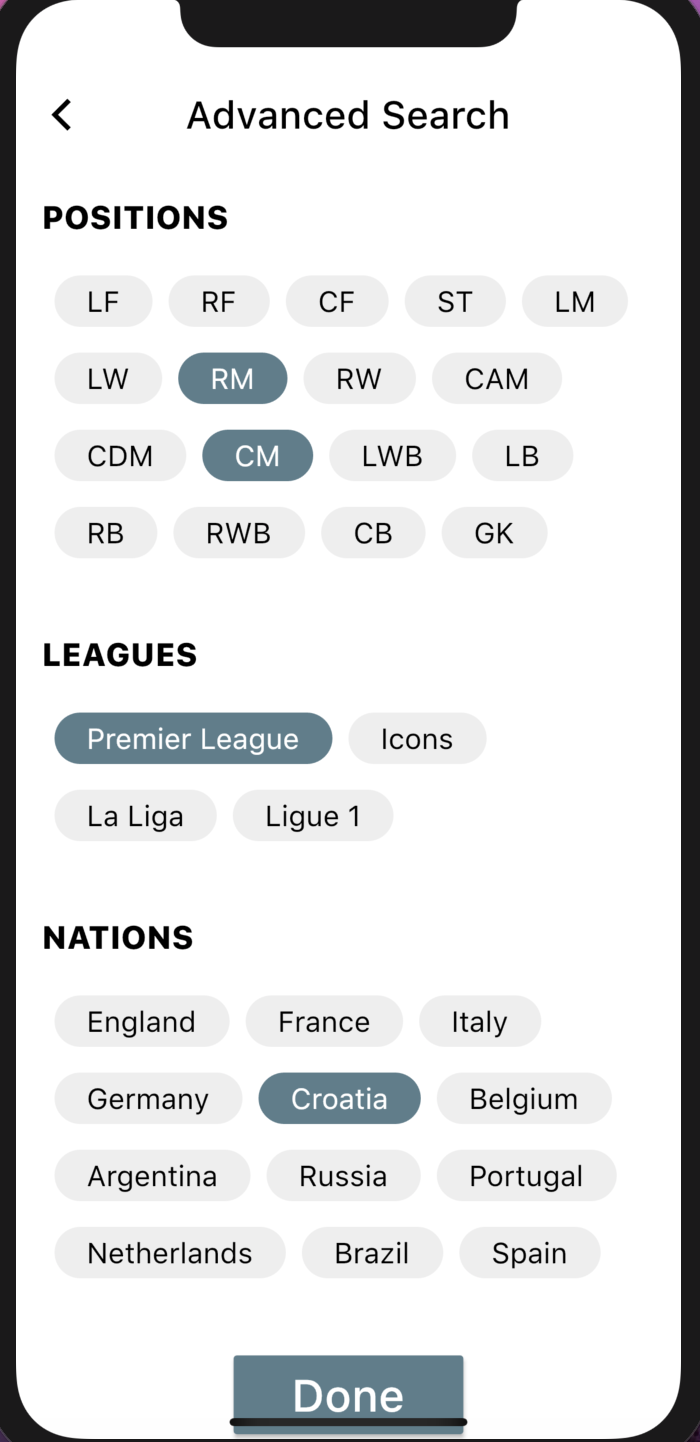 Advanced Search
POSITIONS
LF RF CF ST LM
LW RM RW CAM
CDM CM LWB LB
RB RWB CB GK
LEAGUES
Premier League Icons
La Liga Ligue 1
NATIONS
England France Italy
Germany Croatia Belgium
Argentina Russia Portugal
Netherlands Brazil Spain
Done